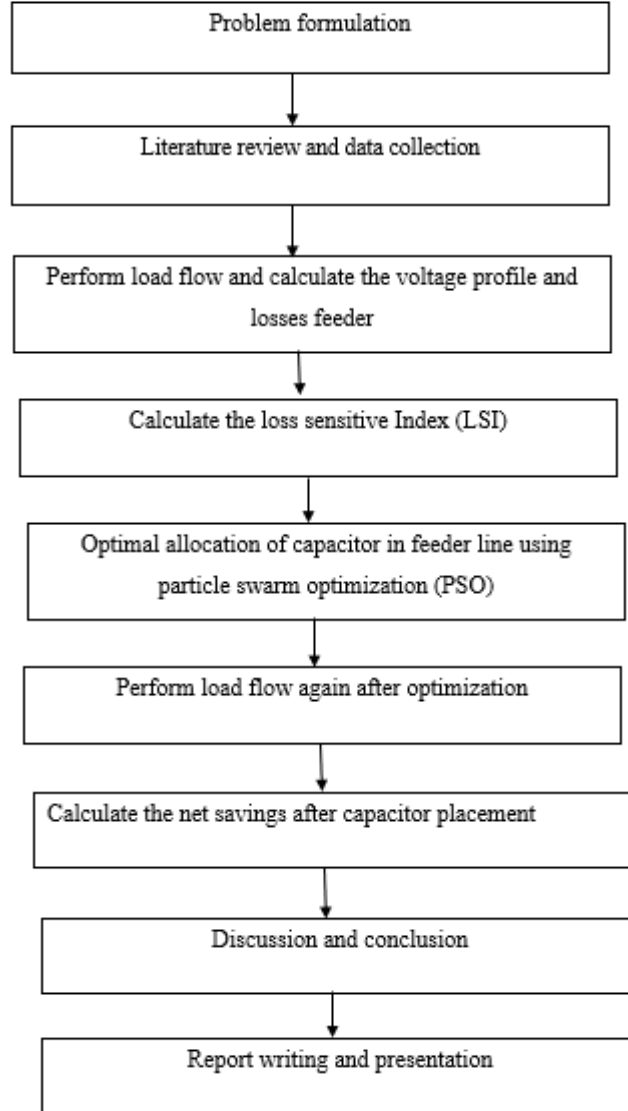 Problem formulation
Literature review and data collection
Perform load flow and calculate the voltage profile and
losses feeder
Calculate the loss sensitive Index (LSI)
Optimal allocation of capacitor in feeder line using
particle swarm optimization (PSO)
Perform load flow again after optimization
Calculate the net savings after capacitor placement
Discussion and conclusion
Report writing and presentation